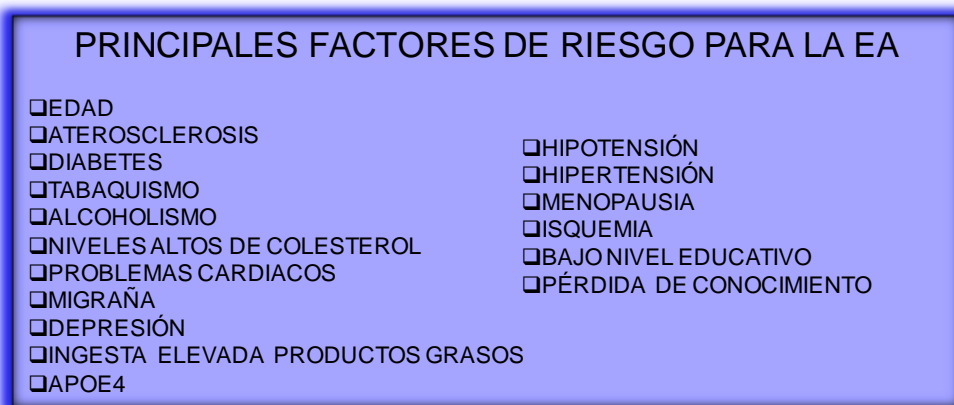 PRINCIPALES FACTORES DE RIESGO PARA LA EA
❑EDAD
❑ATEROSCLEROSIS
❑DIABETES
❑TABAQUISMO
❑ALCOHOLISMO
❑NIVELES ALTOS DE COLESTEROL
❑PROBLEMAS CARDIACOS
❑MIGRAÑA
❑DEPRESIÓN
❑INGESTA ELEVADA PRODUCTOS GRASOS
❑APOE4
❑HIPOTENSIÓN
❑HIPERTENSIÓN
❑MENOPAUSIA
❑ISQUEMIA
❑BAJO NIVEL EDUCATIVO
❑PÉRDIDA DE CONOCIMIENTO